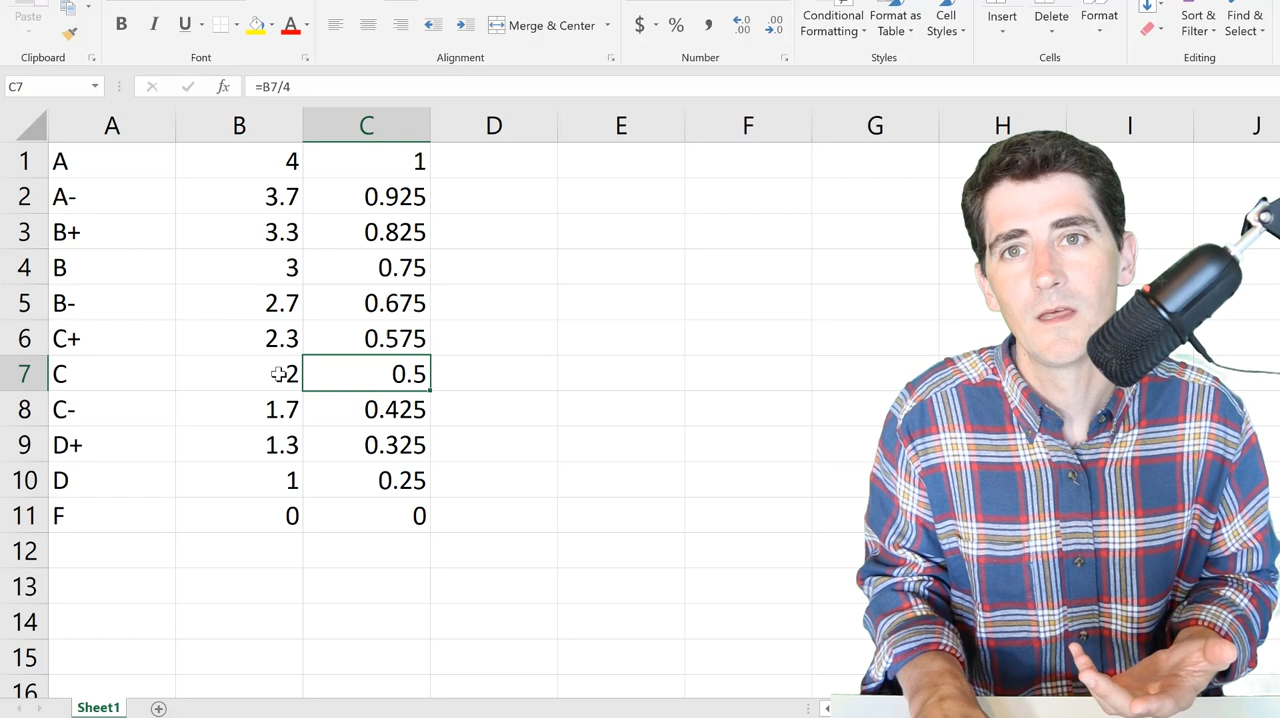 Paste
B I U A
Merge & Center
$ % , .0 .00
Conditional Formatting
Format as Table
Cell Styles
Insert
Delete
Format
Sort & Filter
Find & Select
Clipboard Font Alignment Number Styles Cells Editing
C7 fx =B7/4
A B C D E F G H I J
1 A 4 1
2 A- 3.7 0.925
3 B+ 3.3 0.825
4 B 3 0.75
5 B- 2.7 0.675
6 C+ 2.3 0.575
7 C 2 0.5
8 C- 1.7 0.425
9 D+ 1.3 0.325
10 D 1 0.25
11 F 0 0
12
13
14
15
16
Sheet1